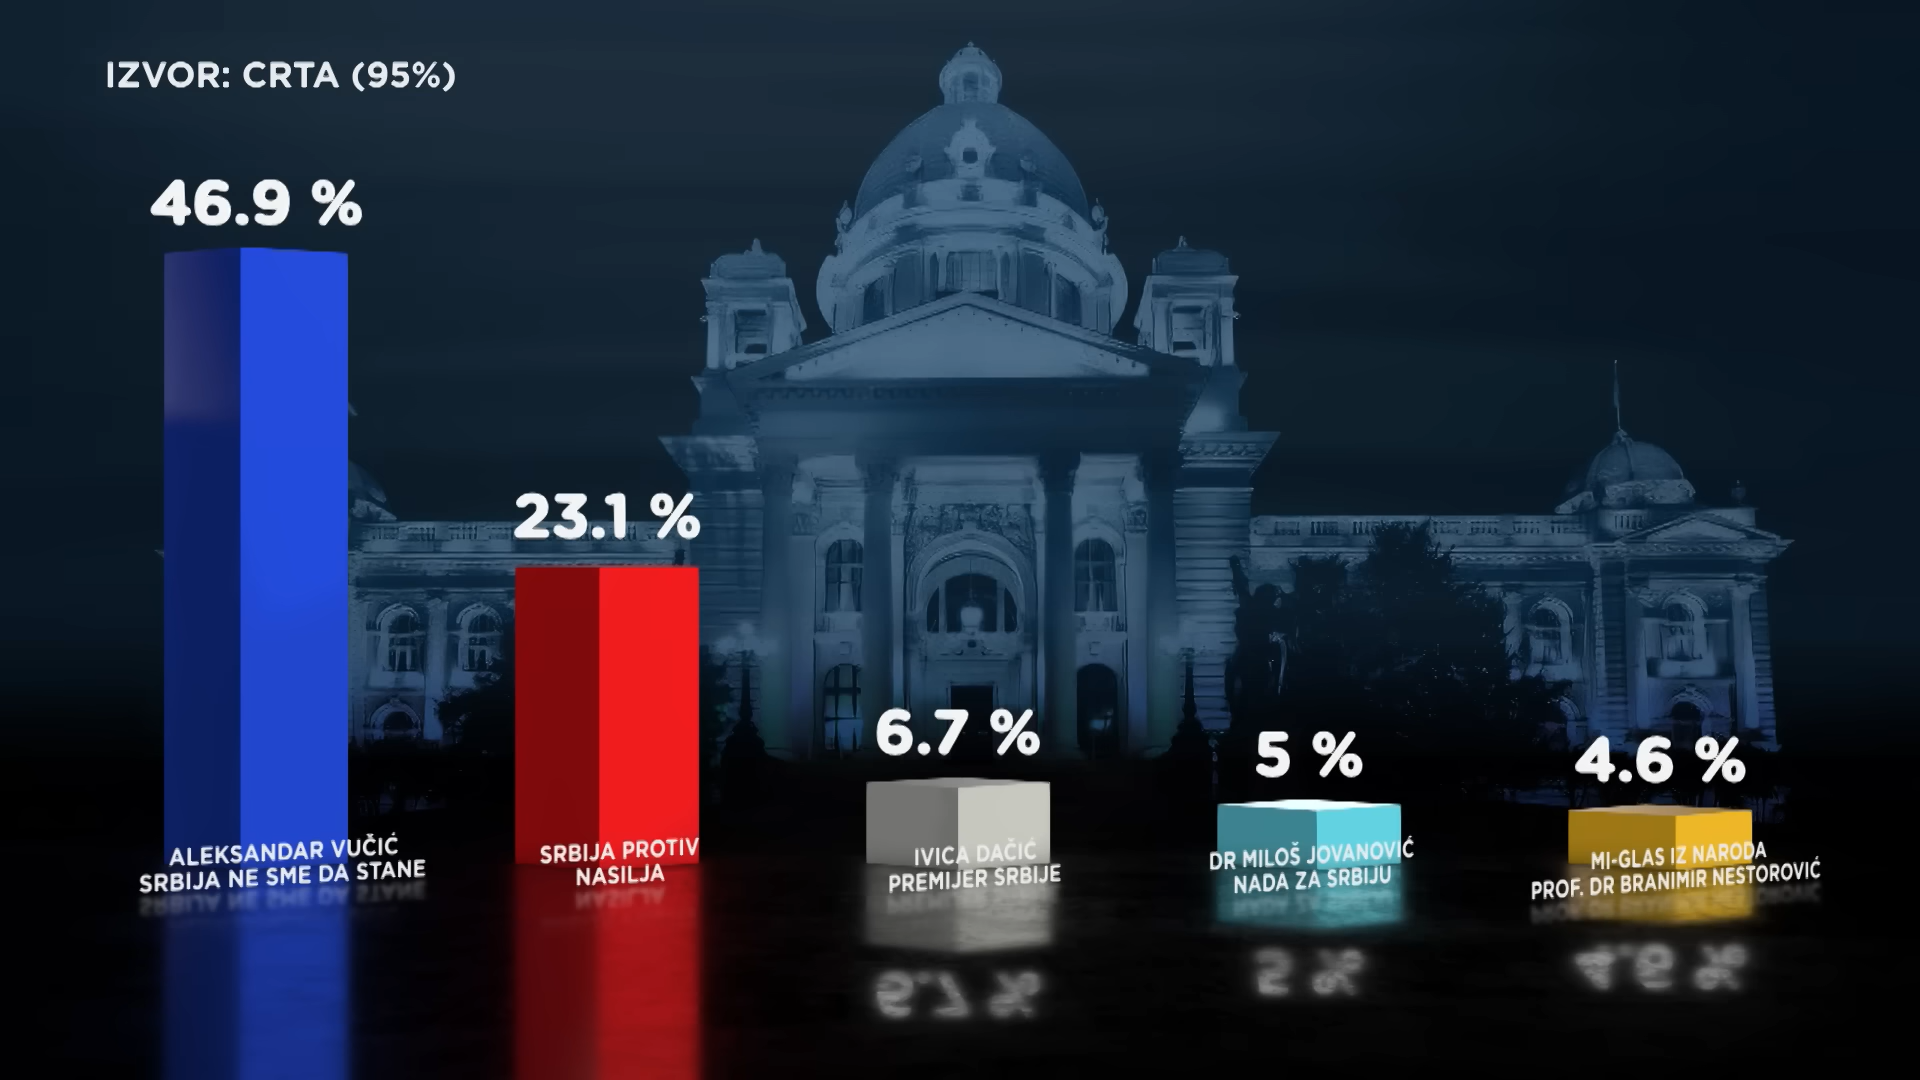 IZVOR: CRTA (95%)
46.9 %
23.1 %
6.7 %
5 %
4.6 %
ALEKSANDAR VUČIĆ
SRBIJA NE SME DA STANE
SRBIJA PROTIV
NASILJA
IVICA DAČIĆ
PREMIJER SRBIJE
DR MILOŠ JOVANOVIĆ
NADA ZA SRBIJU
MI-GLAS IZ NARODA
PROF. DR BRANIMIR NESTOROVIĆ